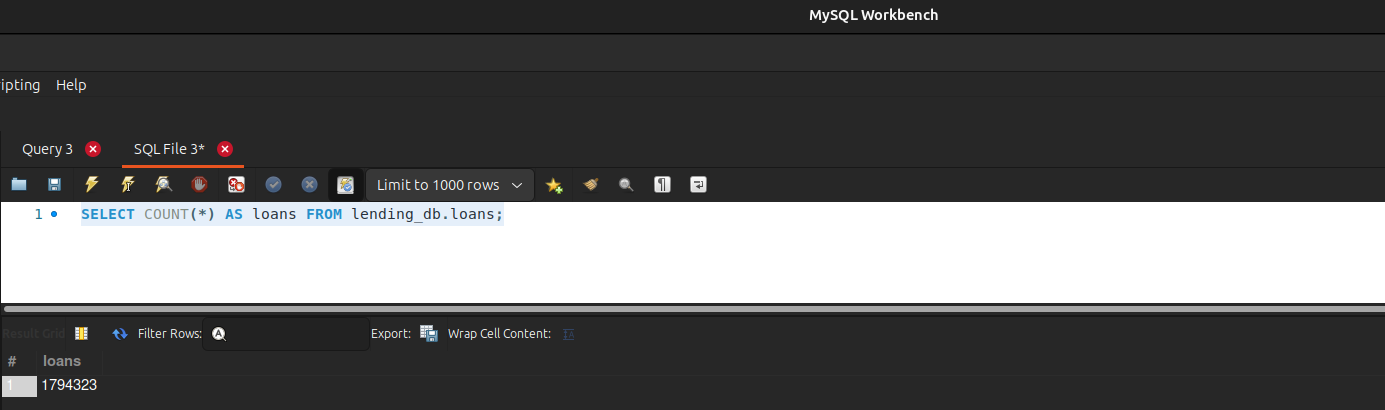 MySQL Workbench
ipting Help
Query 3 SQL File 3*
Limit to 1000 rows
1 SELECT COUNT(*) AS loans FROM lending_db.loans;
Result Grid Filter Rows: Export: Wrap Cell Content:
# loans
1 1794323